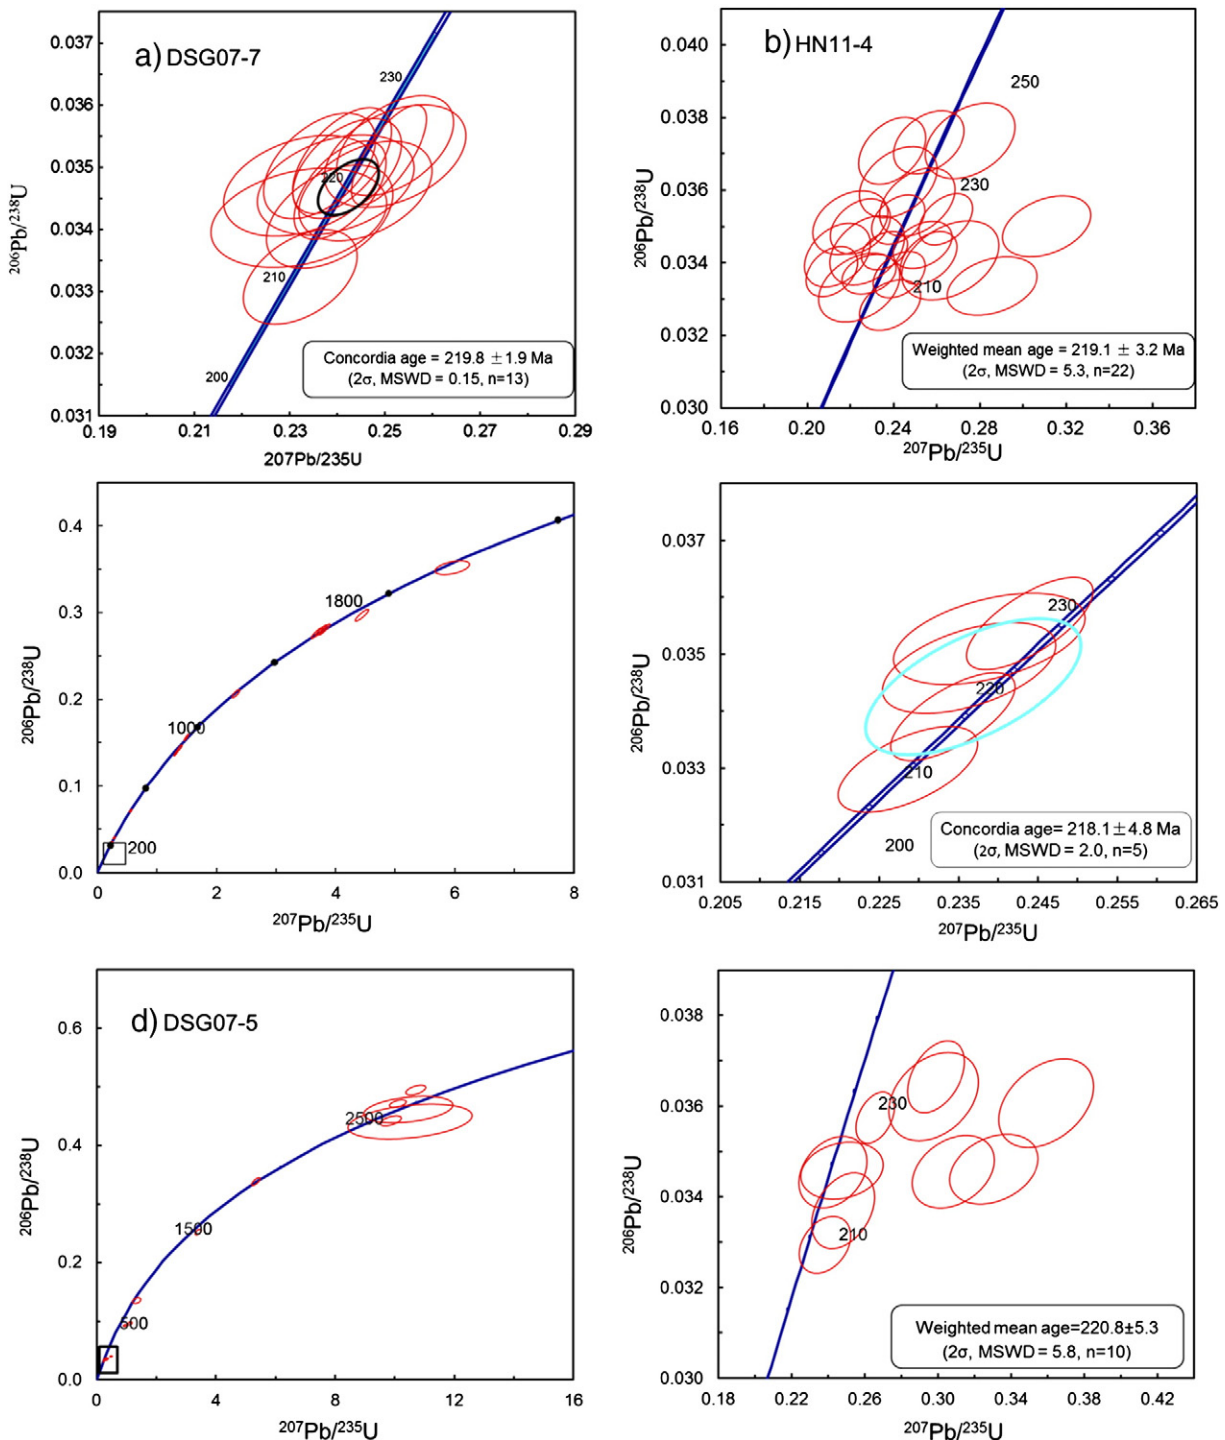 a) DSG07-7
0.037
0.036
0.035
0.034
0.033
0.032
0.031
206Pb/238U
230
220
210
200
Concordia age = 219.8 ±1.9 Ma
(2σ, MSWD = 0.15, n=13)
0.19 0.21 0.23 0.25 0.27 0.29
207Pb/235U
b) HN11-4
0.040
0.038
0.036
0.034
0.032
0.030
206Pb/238U
250
230
210
Weighted mean age = 219.1 ± 3.2 Ma
(2σ, MSWD = 5.3, n=22)
0.16 0.20 0.24 0.28 0.32 0.36
207Pb/235U
0.4
0.3
0.2
0.1
0.0
206Pb/238U
1800
1000
200
0 2 4 6 8
207Pb/235U
0.037
0.035
0.033
0.031
206Pb/238U
230
220
210
200
Concordia age= 218.1±4.8 Ma
(2σ, MSWD = 2.0, n=5)
0.205 0.215 0.225 0.235 0.245 0.255 0.265
207Pb/235U
d) DSG07-5
0.6
0.4
0.2
0.0
206Pb/238U
2500
1500
500
0 4 8 12 16
207Pb/235U
0.038
0.036
0.034
0.032
0.030
206Pb/238U
230
210
Weighted mean age=220.8±5.3
(2σ, MSWD = 5.8, n=10)
0.18 0.22 0.26 0.30 0.34 0.38 0.42
207Pb/235U